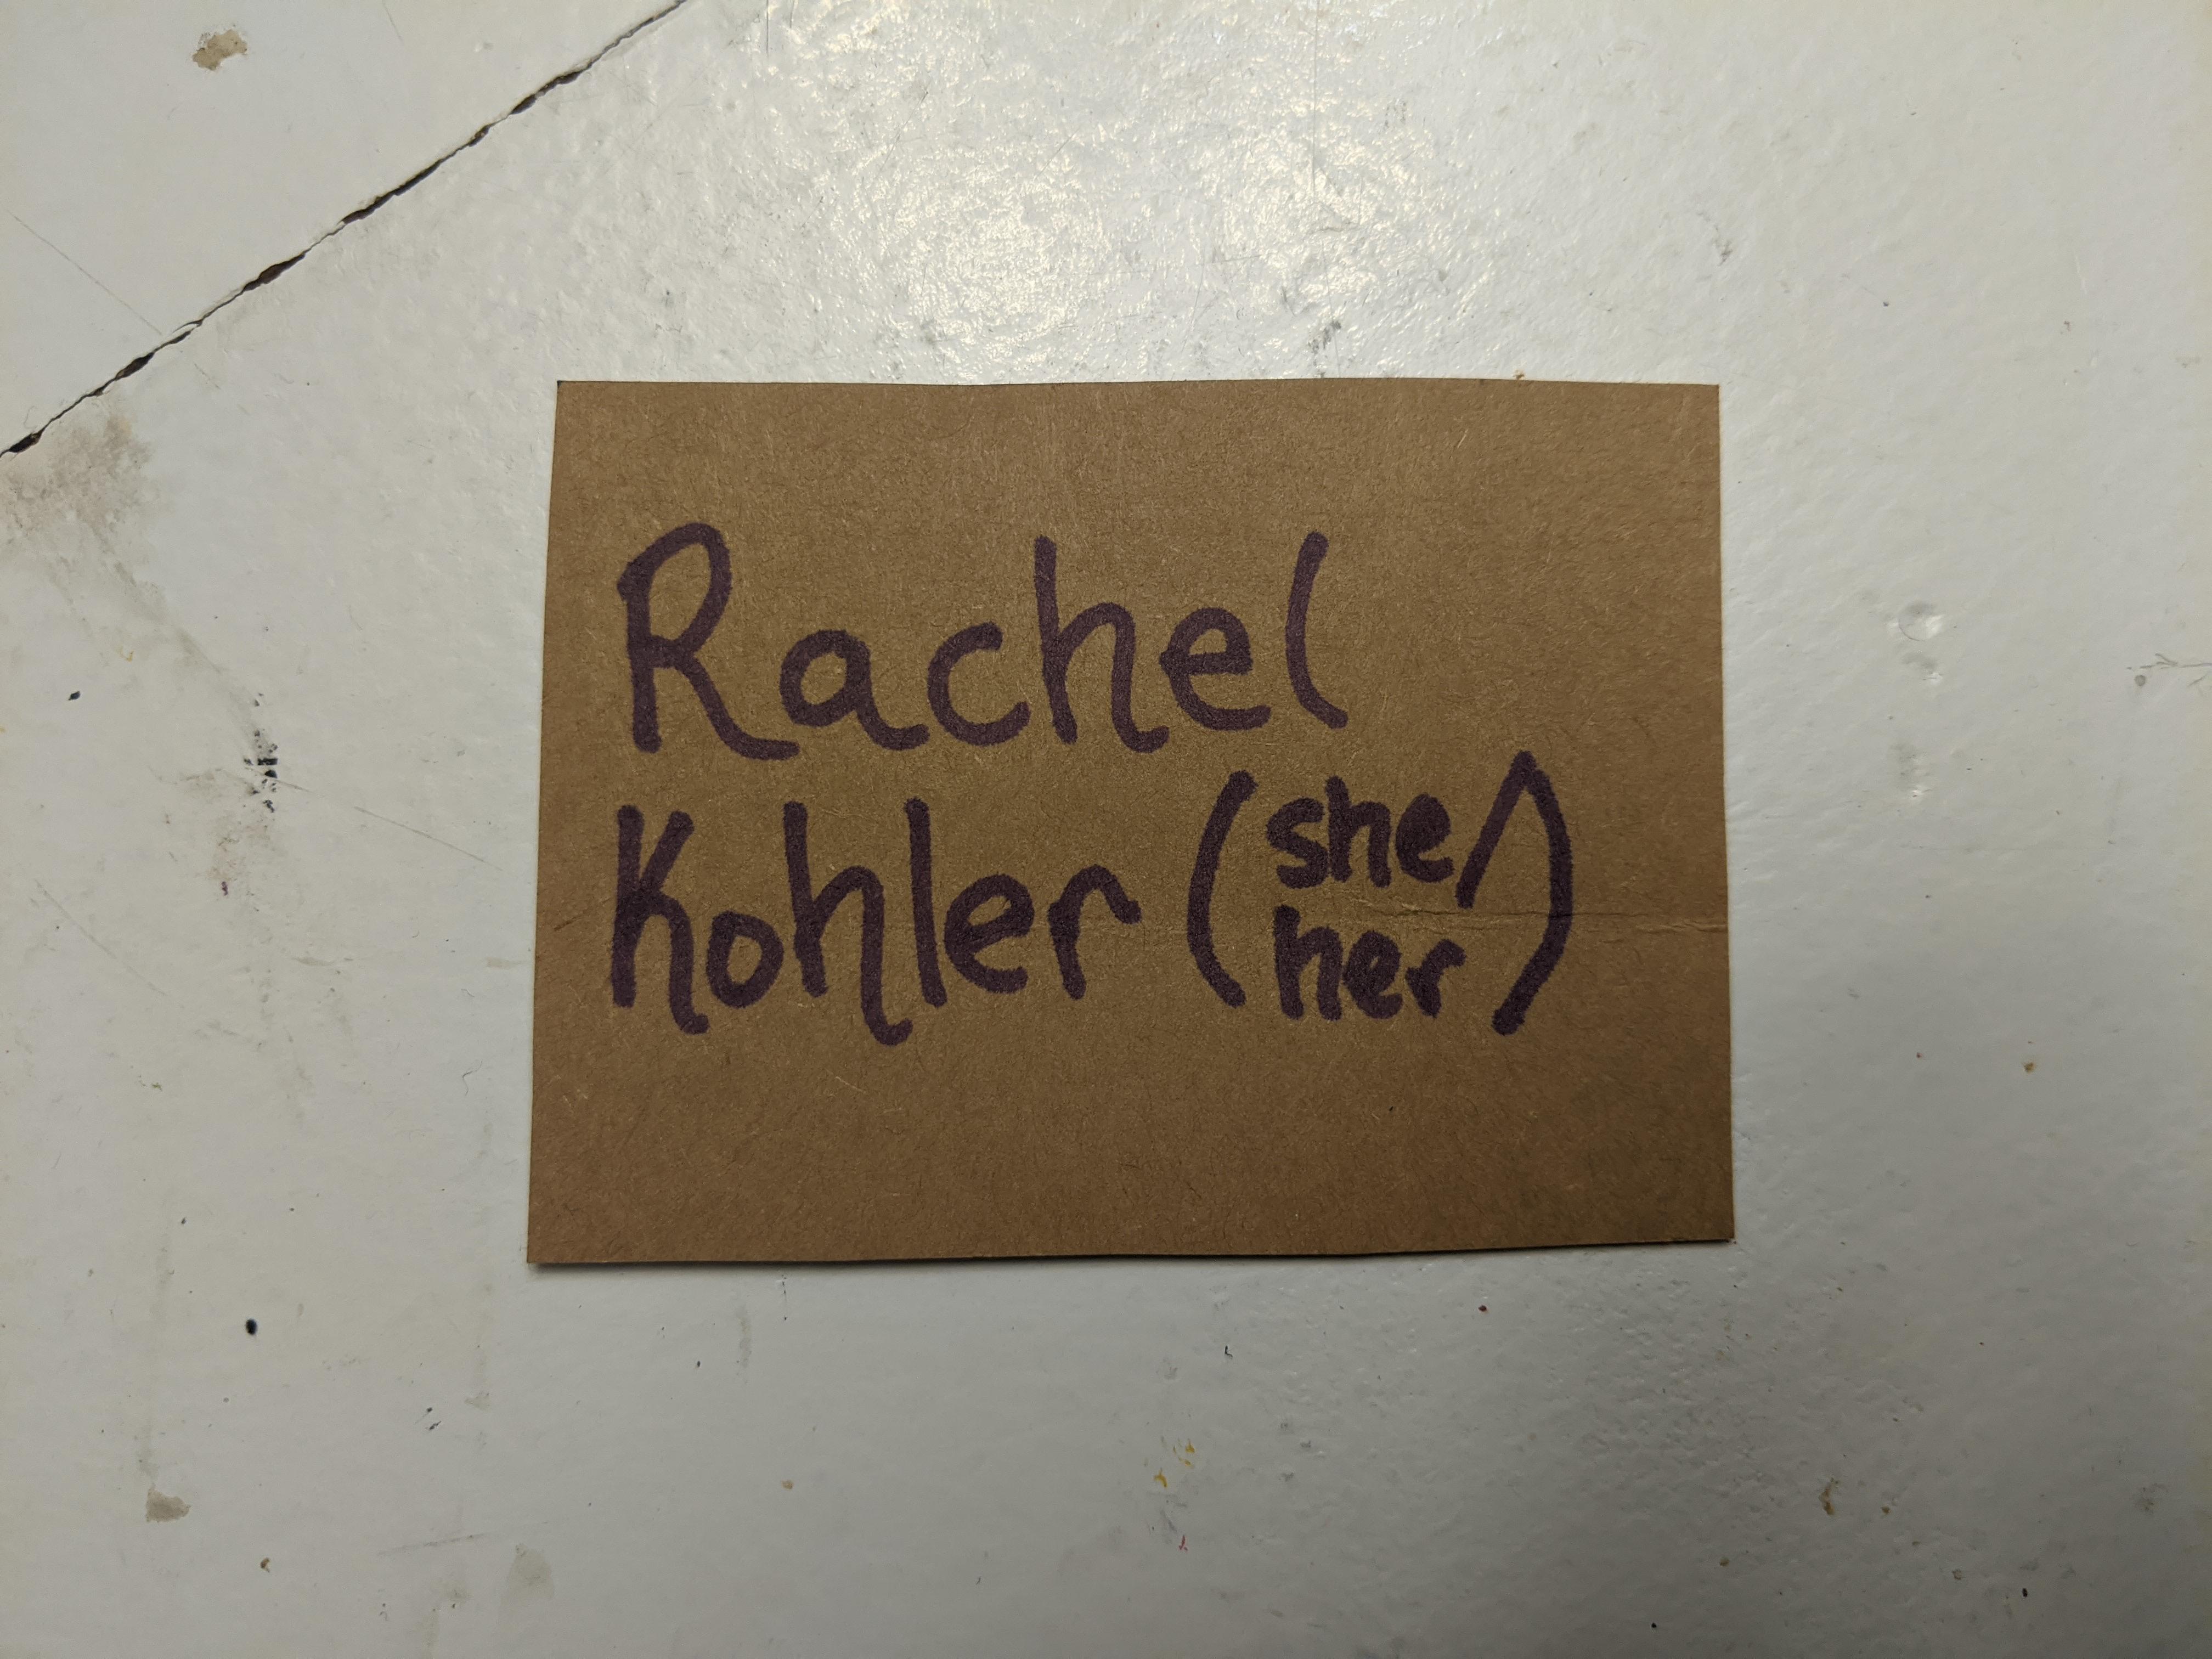 Rachel
Kohler (she/
her)